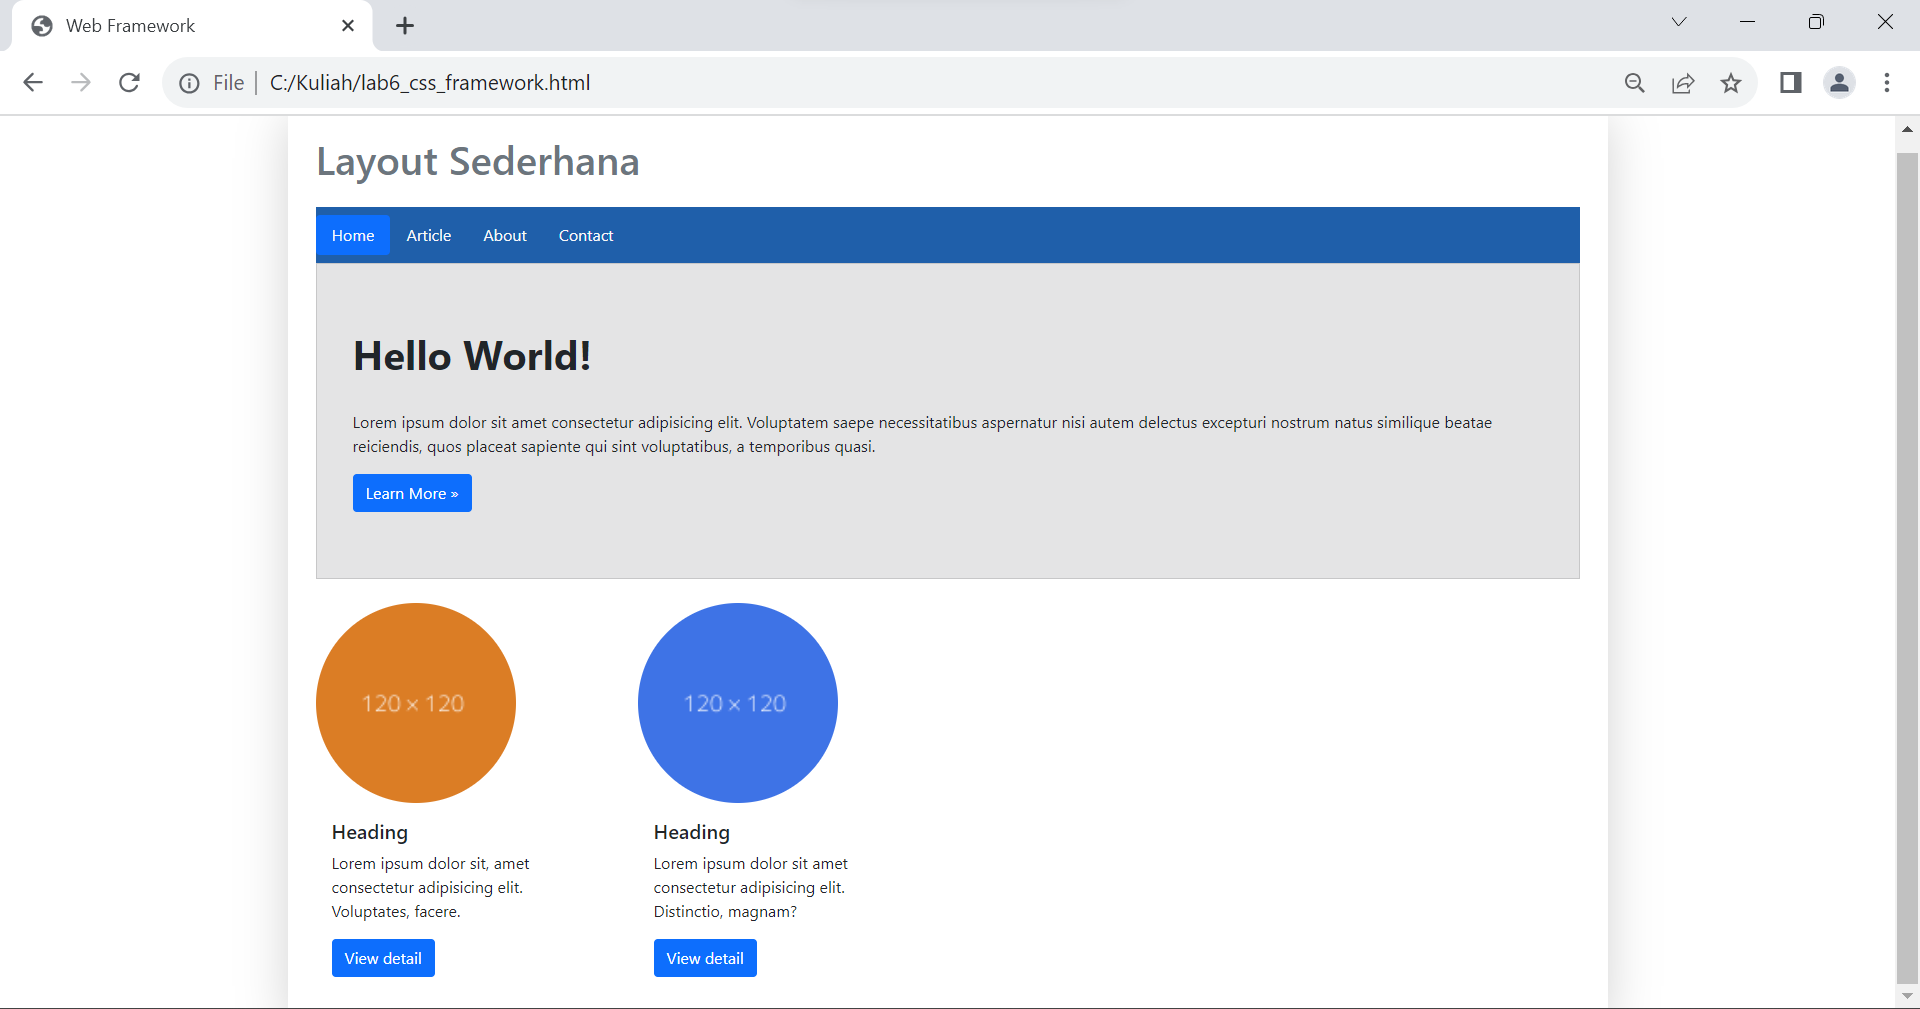 Web Framework
File
C:/Kuliah/lab6_css_framework.html
Layout Sederhana
Home Article About Contact
Hello World!
Lorem ipsum dolor sit amet consectetur adipisicing elit. Voluptatem saepe necessitatibus aspernatur nisi autem delectus excepturi nostrum natus similique beatae
reiciendis, quos placeat sapiente qui sint voluptatibus, a temporibus quasi.
Learn More »
120 × 120
Heading
Lorem ipsum dolor sit, amet
consectetur adipisicing elit.
Voluptates, facere.
View detail
120 × 120
Heading
Lorem ipsum dolor sit amet
consectetur adipisicing elit.
Distinctio, magnam?
View detail